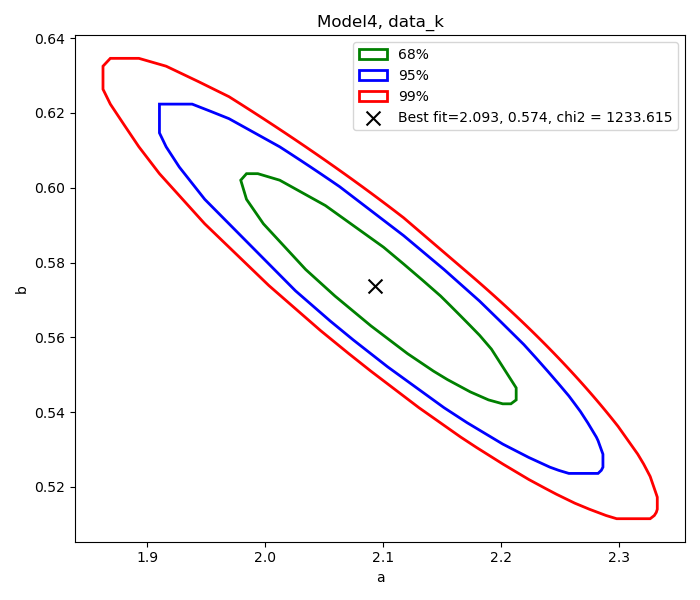 Model4, data_k
68%
95%
99%
Best fit=2.093, 0.574, chi2 = 1233.615
0.64
0.62
0.60
0.58
0.56
0.54
0.52
b
1.9 2.0 2.1 2.2 2.3
a